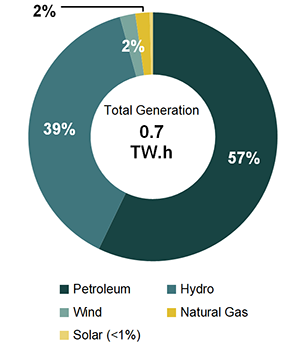 2%
2%
Total Generation
0.7
TW.h
39%
57%
Petroleum
Hydro
Wind
Natural Gas
Solar (<1%)